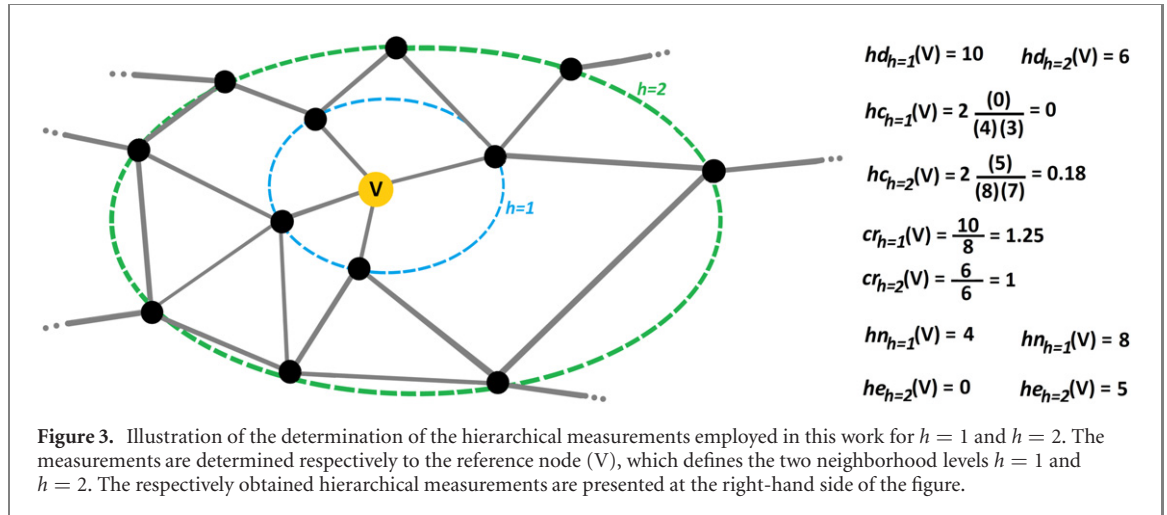 hd_{h=1}(V) = 10 hd_{h=2}(V) = 6
h=2
hc_{h=1}(V) = 2 (0)/(4)(3) = 0
hc_{h=2}(V) = 2 (5)/(8)(7) = 0.18
V
h=1
cr_{h=1}(V) = 10/8 = 1.25
cr_{h=2}(V) = 6/6 = 1
hn_{h=1}(V) = 4 hn_{h=1}(V) = 8
he_{h=2}(V) = 0 he_{h=2}(V) = 5
Figure 3. Illustration of the determination of the hierarchical measurements employed in this work for h = 1 and h = 2. The
measurements are determined respectively to the reference node (V), which defines the two neighborhood levels h = 1 and
h = 2. The respectively obtained hierarchical measurements are presented at the right-hand side of the figure.